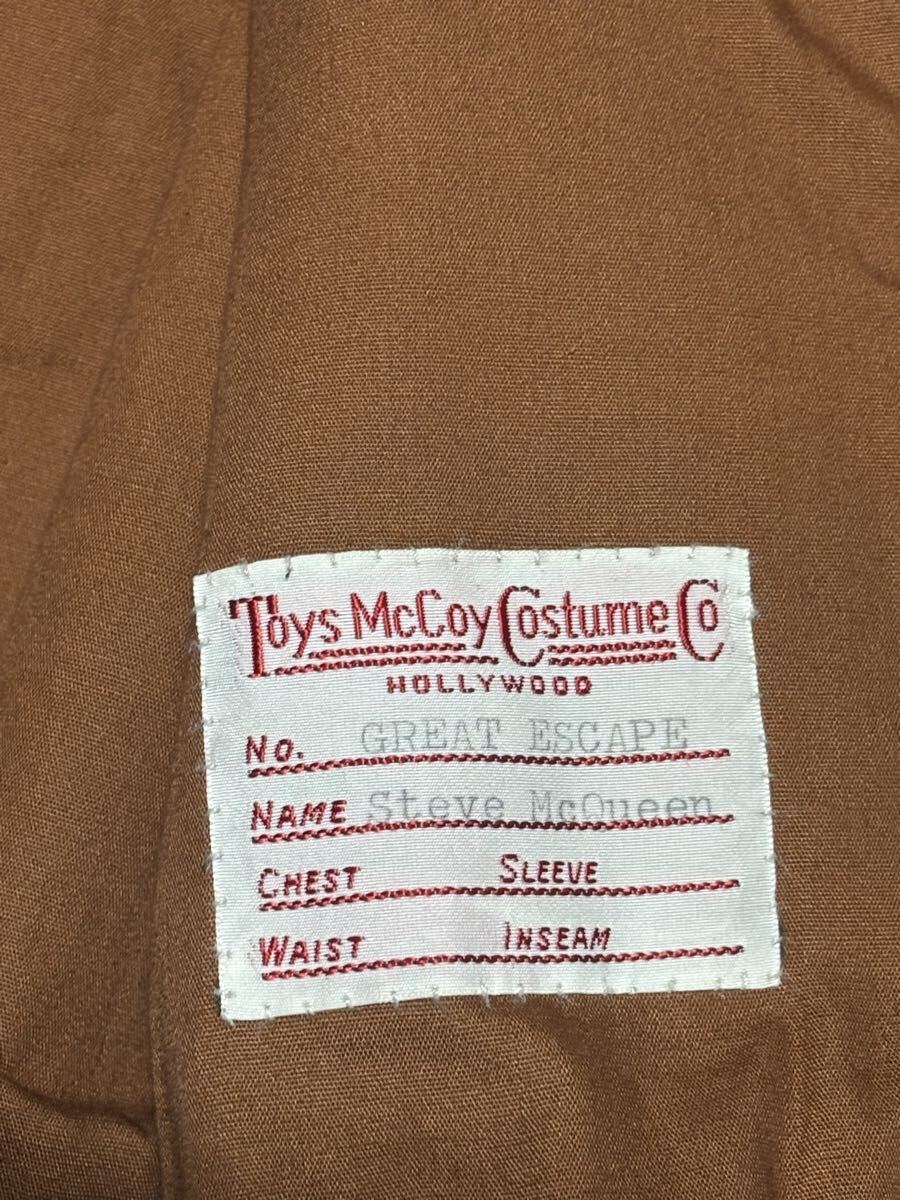 Toys McCoy Costume Co
HOLLYWOOD
No. GREAT ESCAPE
NAME Steve McQueen
CHEST SLEEVE
WAIST INSEAM